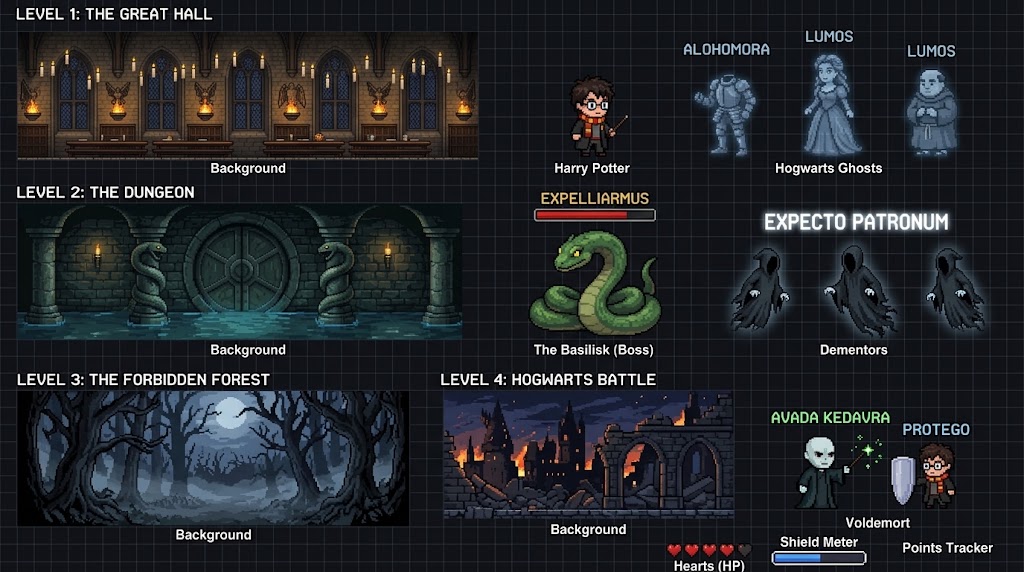 LEVEL 1: THE GREAT HALL
ALOHOMORA
LUMOS
LUMOS
Background
Harry Potter
Hogwarts Ghosts
LEVEL 2: THE DUNGEON
EXPELLIARMUS
EXPECTO PATRONUM
Background
The Basilisk (Boss)
Dementors
LEVEL 3: THE FORBIDDEN FOREST
LEVEL 4: HOGWARTS BATTLE
AVADA KEDAVRA
PROTEGO
Background
Background
Voldemort
Hearts (HP)
Shield Meter
Points Tracker